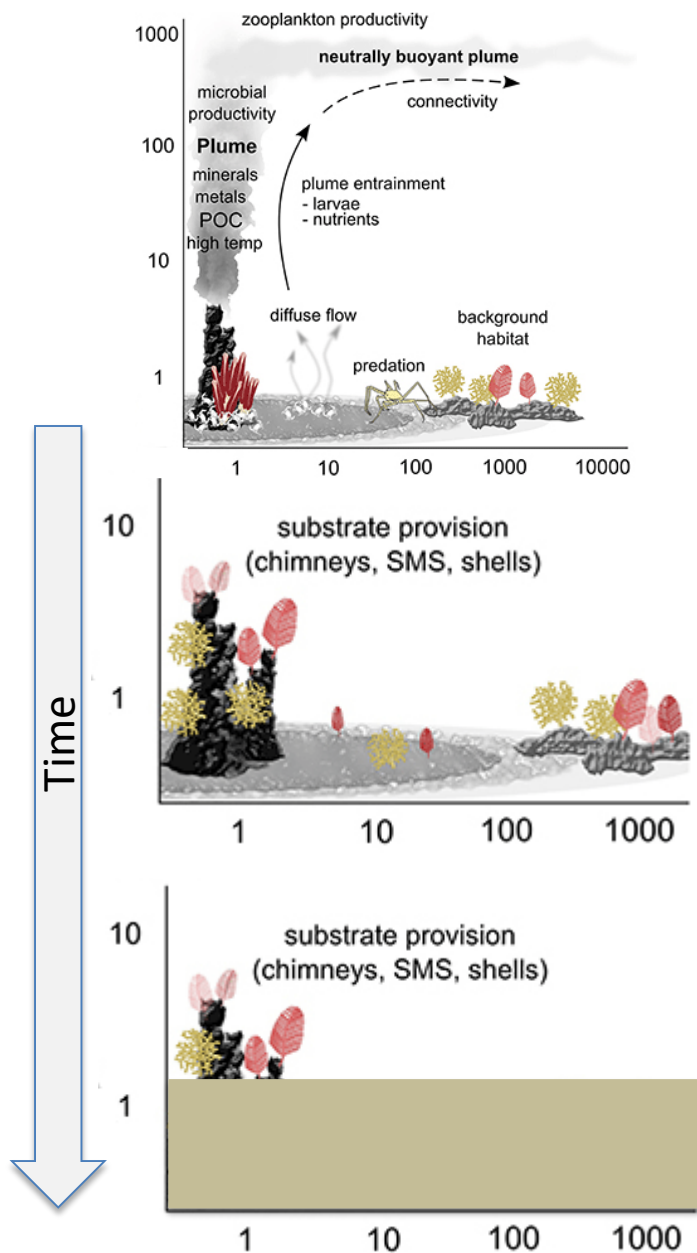 zooplankton productivity
1000
neutrally buoyant plume
microbial
productivity
connectivity
Plume
100
minerals
metals
POC
high temp
plume entrainment
- larvae
- nutrients
10
diffuse flow
background
habitat
predation
1
1 10 100 1000 10000
Time
10
substrate provision
(chimneys, SMS, shells)
1
1 10 100 1000
10
substrate provision
(chimneys, SMS, shells)
1
1 10 100 1000